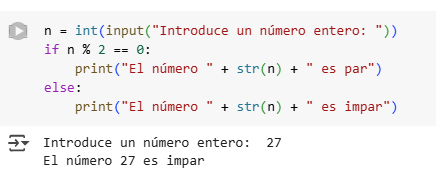 n = int(input("Introduce un número entero: "))
if n % 2 == 0:
    print("El número " + str(n) + " es par")
else:
    print("El número " + str(n) + " es impar")
Introduce un número entero:  27
El número 27 es impar